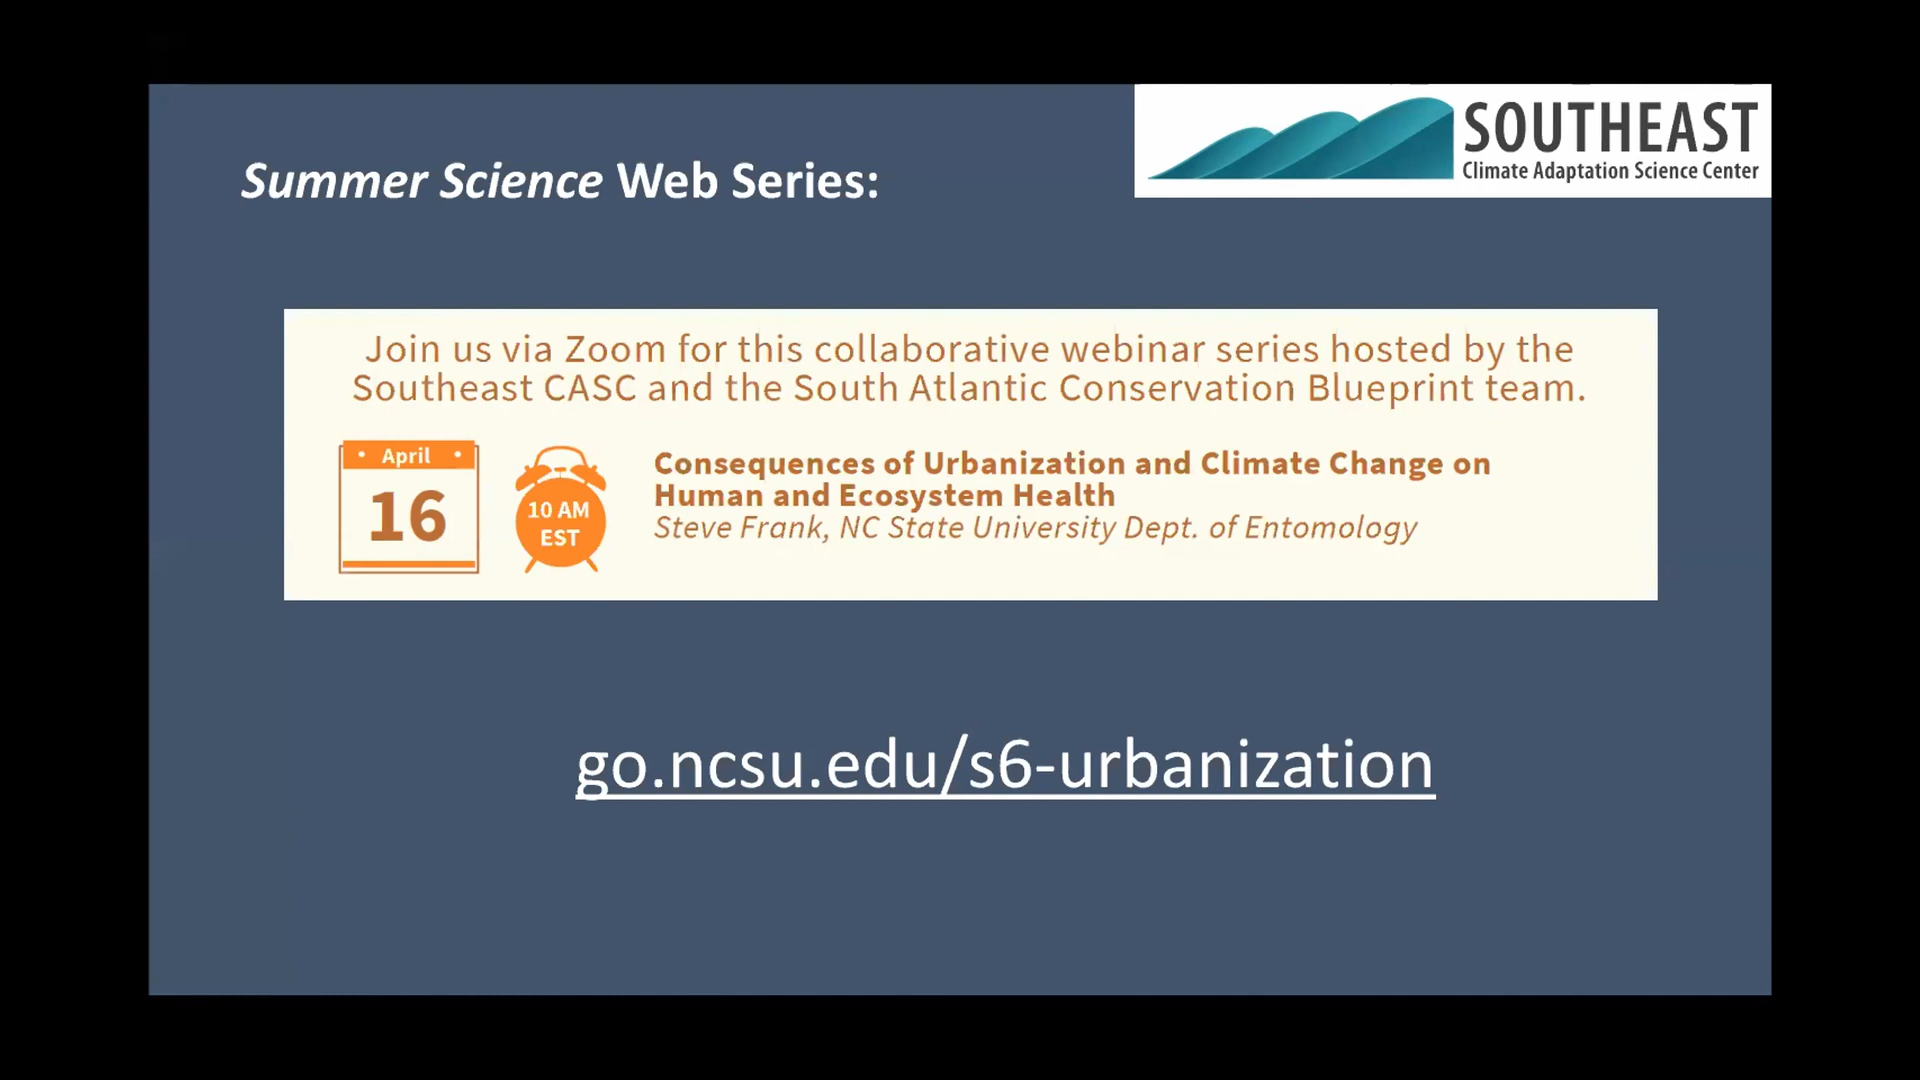 SOUTHEAST
Climate Adaptation Science Center
Summer Science Web Series:
Join us via Zoom for this collaborative webinar series hosted by the
Southeast CASC and the South Atlantic Conservation Blueprint team.
April
16
10 AM
EST
Consequences of Urbanization and Climate Change on
Human and Ecosystem Health
Steve Frank, NC State University Dept. of Entomology
go.ncsu.edu/s6-urbanization